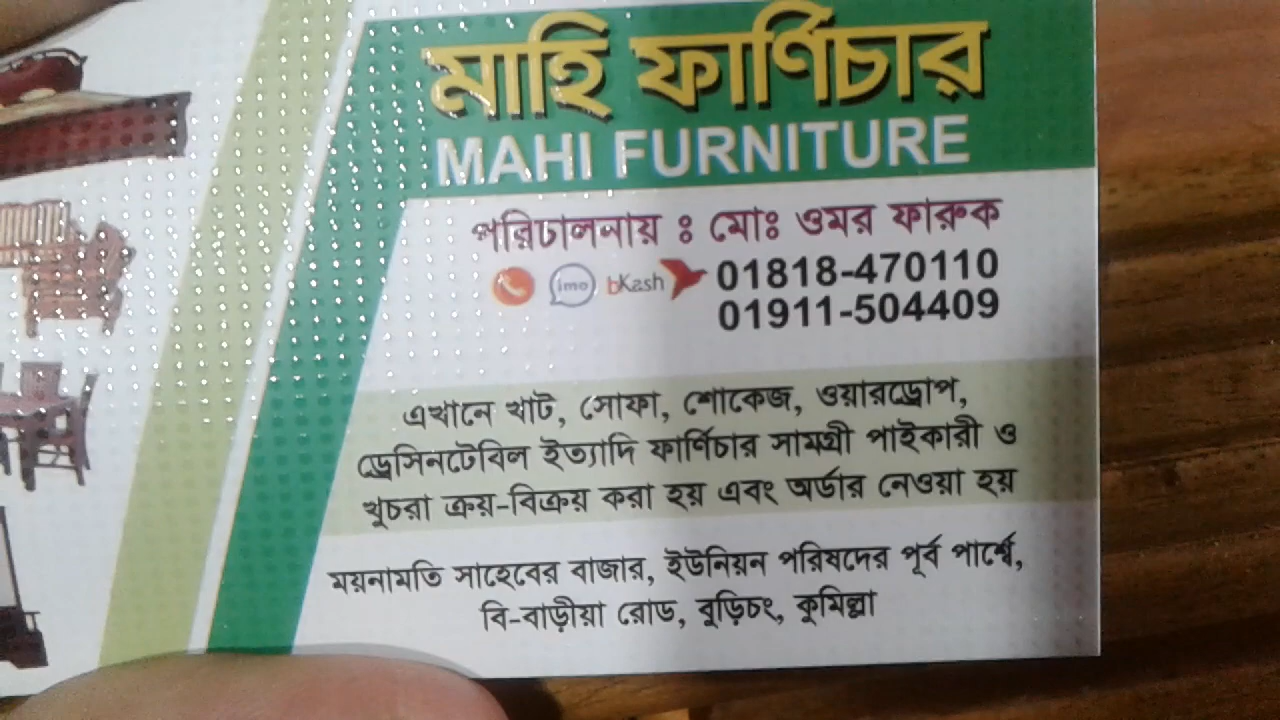 মাহি ফার্ণিচার
MAHI FURNITURE
পরিচালনায় ঃ মোঃ ওমর ফারুক
imo bKash 01818-470110
01911-504409
এখানে খাট, সোফা, শোকেজ, ওয়ারড্রোপ,
ড্রেসিনটেবিল ইত্যাদি ফার্ণিচার সামগ্রী পাইকারী ও
খুচরা ক্রয়-বিক্রয় করা হয় এবং অর্ডার নেওয়া হয়
ময়নামতি সাহেবের বাজার, ইউনিয়ন পরিষদের পূর্ব পার্শ্বে,
বি-বাড়ীয়া রোড, বুড়িচং, কুমিল্লা